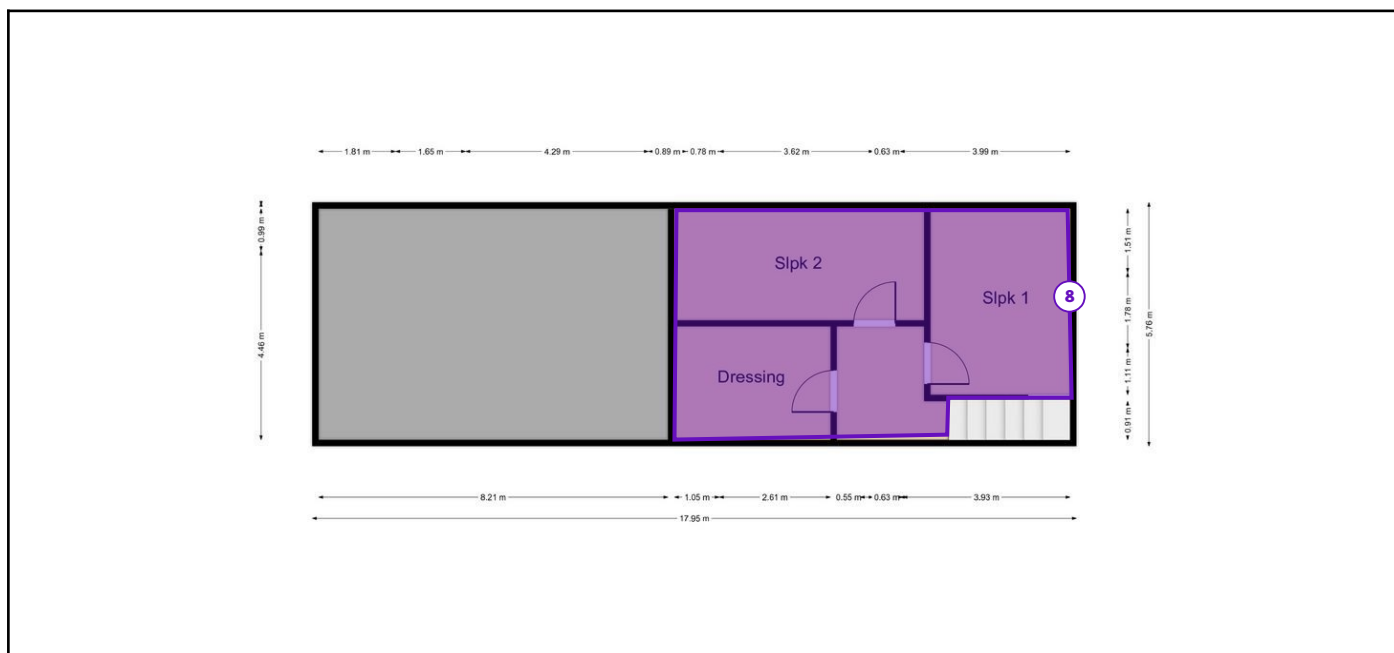 1.81 m 1.65 m 4.29 m 0.89 m 0.78 m 3.62 m 0.63 m 3.99 m
0.99 m
4.46 m
Slpk 2
Slpk 1
8
Dressing
1.51 m
1.78 m
1.11 m
0.91 m
5.76 m
8.21 m 1.05 m 2.61 m 0.55 m 0.63 m 3.93 m
17.95 m